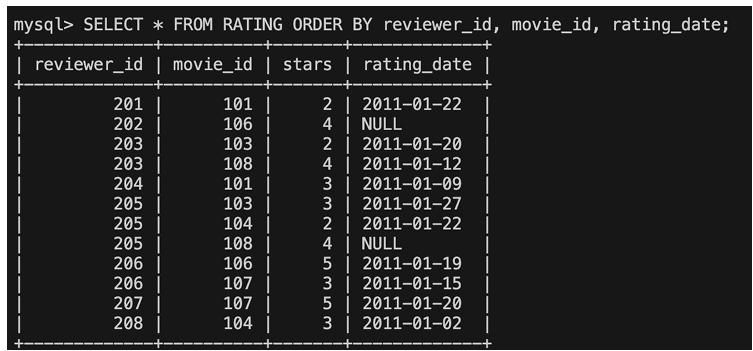 mysql> SELECT * FROM RATING ORDER BY reviewer_id, movie_id, rating_date;
+-------------+----------+-------+-------------+
| reviewer_id | movie_id | stars | rating_date |
+-------------+----------+-------+-------------+
|         201 |      101 |     2 | 2011-01-22  |
|         202 |      106 |     4 | NULL        |
|         203 |      103 |     2 | 2011-01-20  |
|         203 |      108 |     4 | 2011-01-12  |
|         204 |      101 |     3 | 2011-01-09  |
|         205 |      103 |     3 | 2011-01-27  |
|         205 |      104 |     2 | 2011-01-22  |
|         205 |      108 |     4 | NULL        |
|         206 |      106 |     5 | 2011-01-19  |
|         206 |      107 |     3 | 2011-01-15  |
|         207 |      107 |     5 | 2011-01-20  |
|         208 |      104 |     3 | 2011-01-02  |
+-------------+----------+-------+-------------+